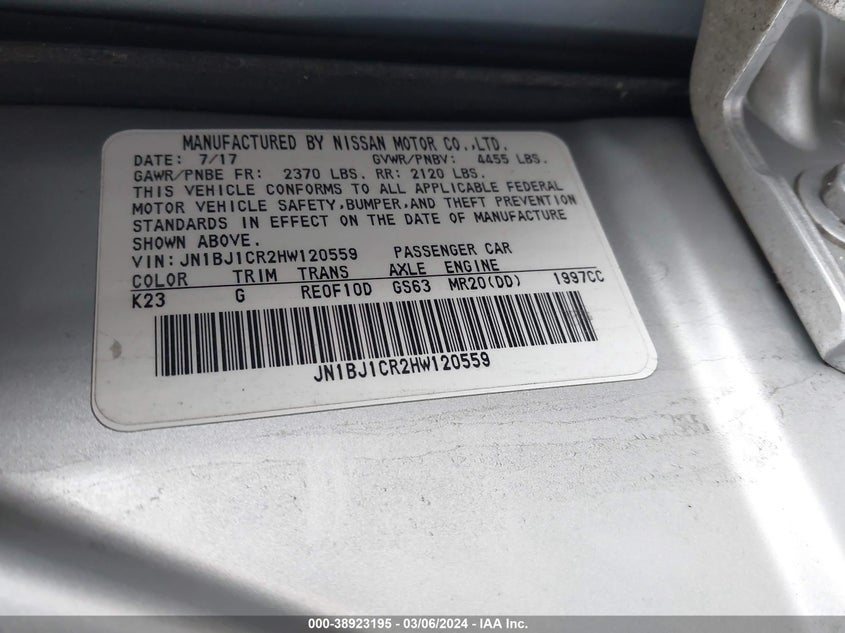 MANUFACTURED BY NISSAN MOTOR CO.,LTD.
DATE: 7/17 GVWR/PNBV: 4455 LBS.
GAWR/PNBE FR: 2370 LBS. RR: 2120 LBS.
THIS VEHICLE CONFORMS TO ALL APPLICABLE FEDERAL
MOTOR VEHICLE SAFETY,BUMPER,AND THEFT PREVENTION
STANDARDS IN EFFECT ON THE DATE OF MANUFACTURE
SHOWN ABOVE.
VIN: JN1BJ1CR2HW120559 PASSENGER CAR
COLOR TRIM TRANS AXLE ENGINE
K23 G RE0F10D GS63 MR20(DD) 1997CC
JN1BJ1CR2HW120559
000-38923195 - 03/06/2024 - IAA Inc.